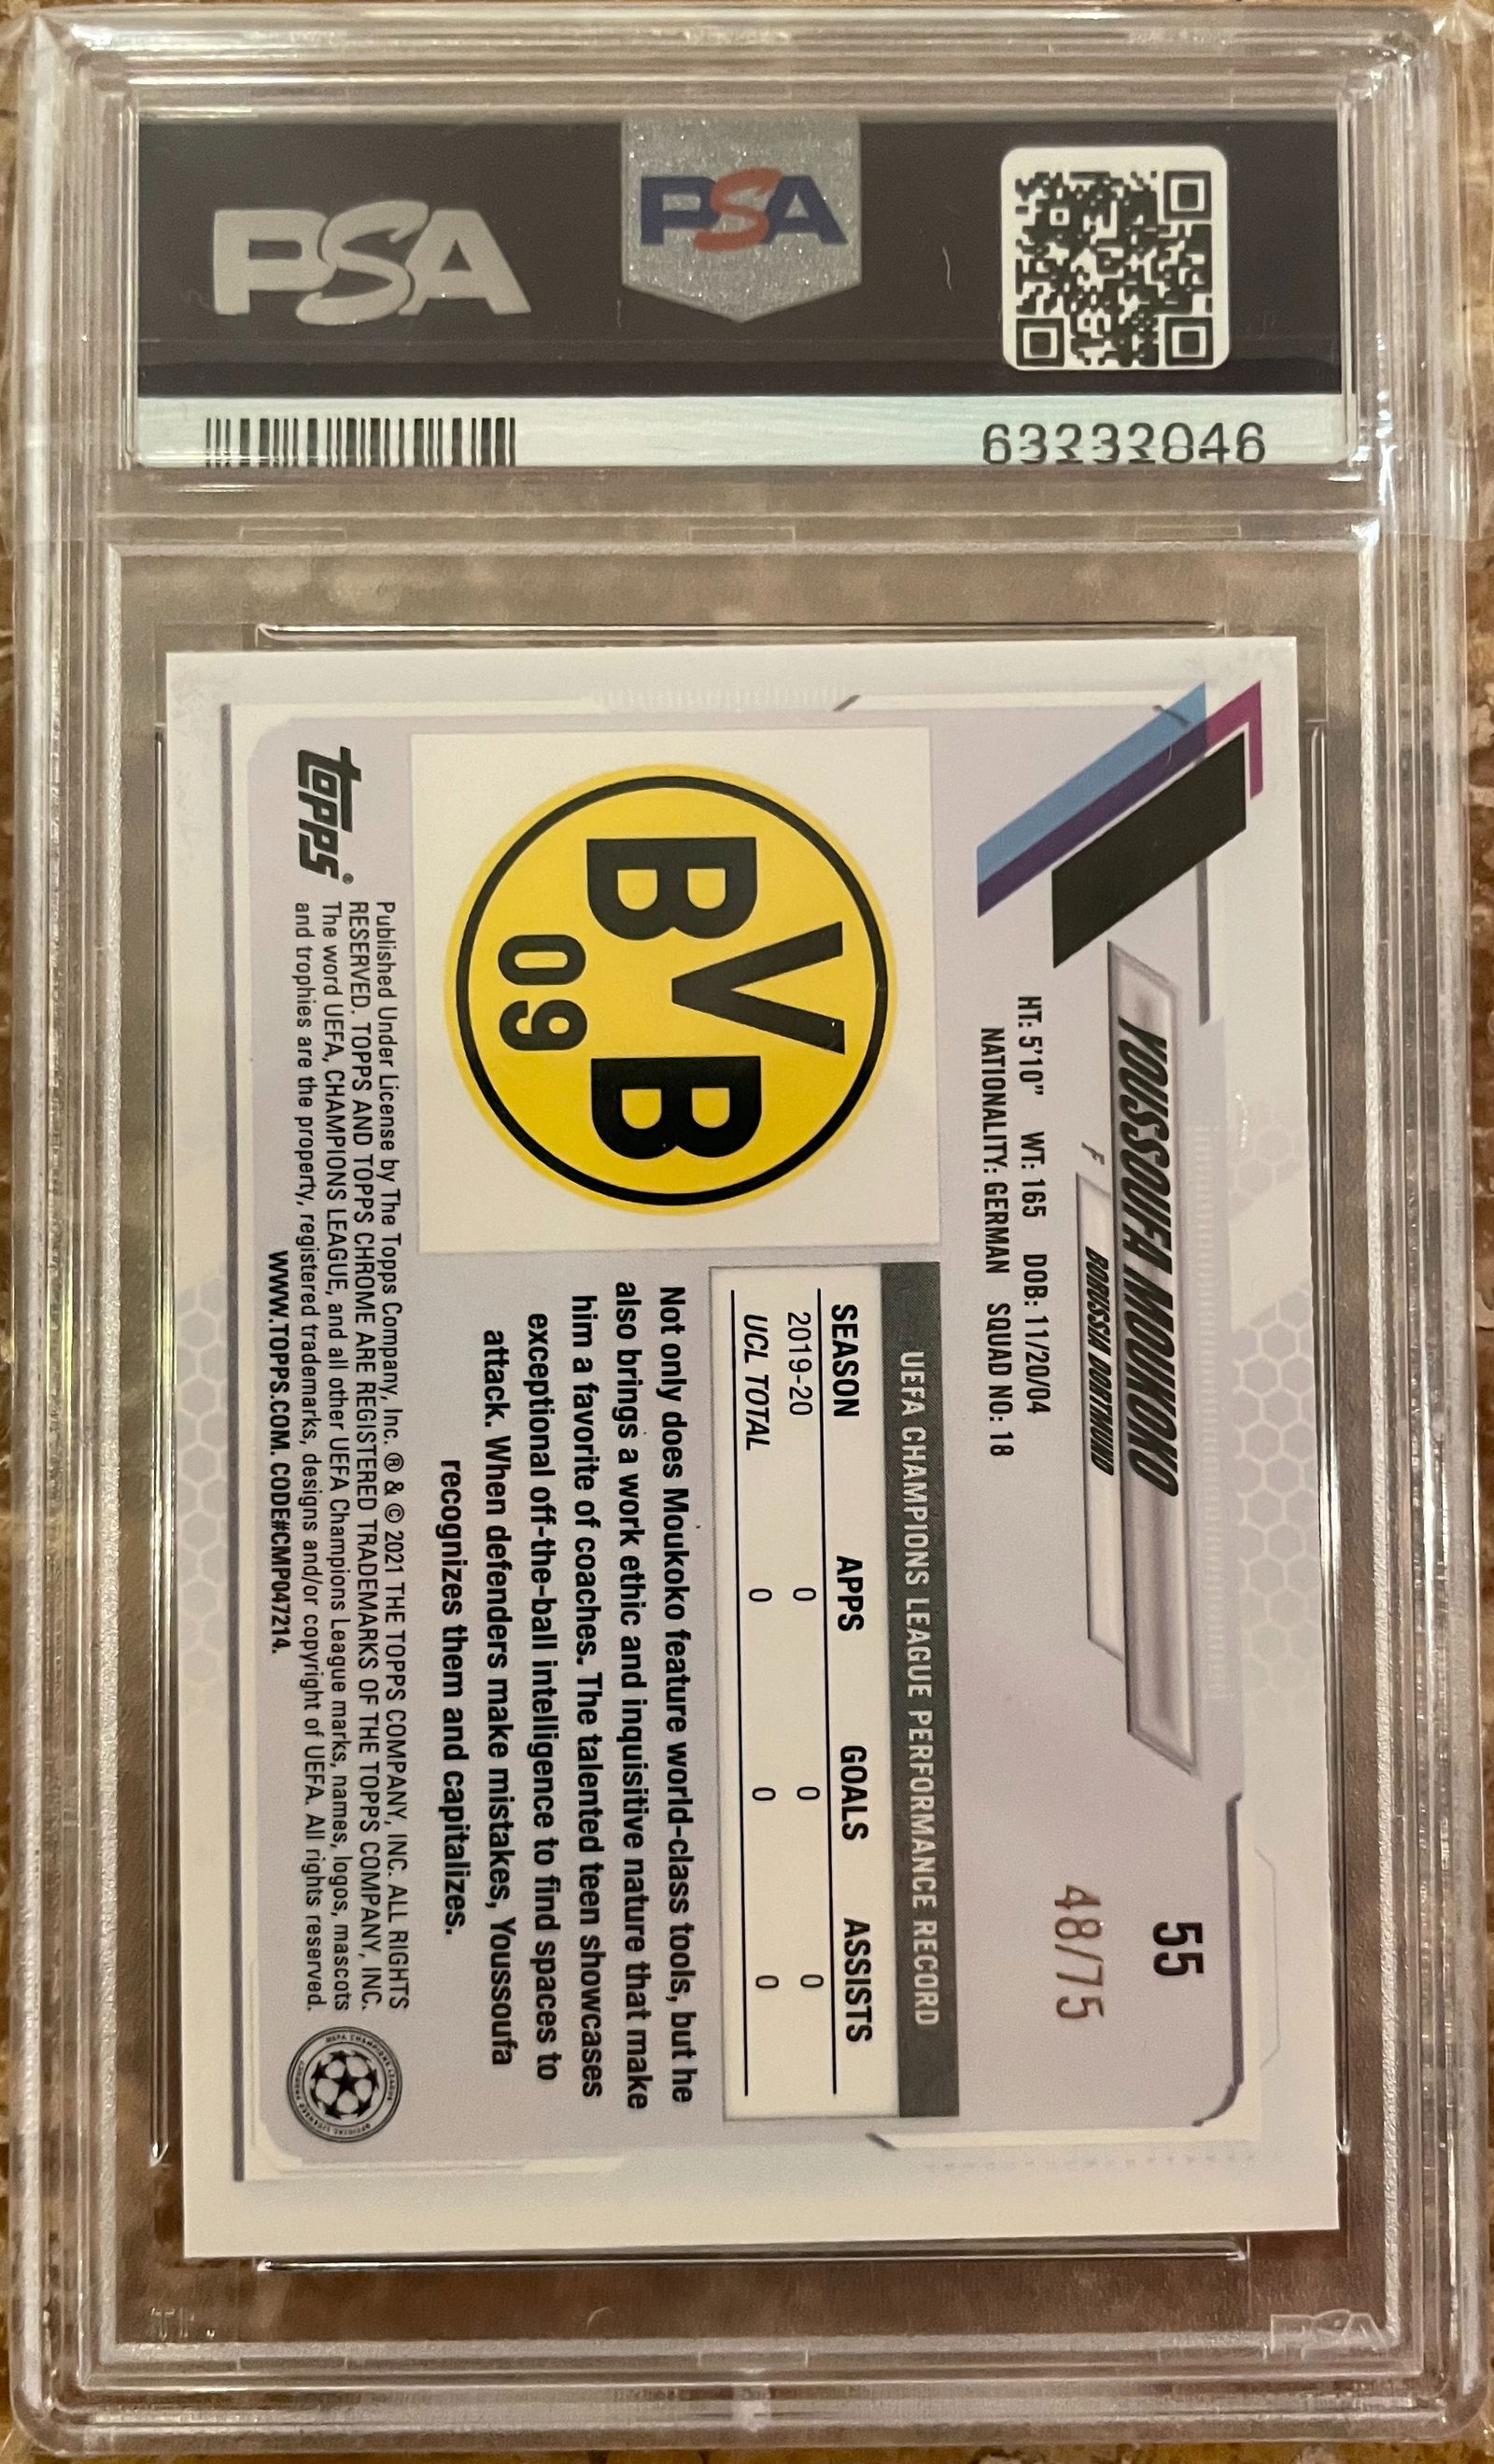 PSA
PSA
63232046
55
48/75
YOUSSOUFA MOUKOKO
F BORUSSIA DORTMUND
HT: 5'10" WT: 165 DOB: 11/20/04
NATIONALITY: GERMAN SQUAD NO: 18
BVB
09
UEFA CHAMPIONS LEAGUE PERFORMANCE RECORD
SEASON APPS GOALS ASSISTS
2019-20 0 0 0
UCL TOTAL 0 0 0
Not only does Moukoko feature world-class tools, but he
also brings a work ethic and inquisitive nature that make
him a favorite of coaches. The talented teen showcases
exceptional off-the-ball intelligence to find spaces to
attack. When defenders make mistakes, Youssoufa
recognizes them and capitalizes.
topps®
Published Under License by The Topps Company, Inc. ® & © 2021 THE TOPPS COMPANY, INC. ALL RIGHTS
RESERVED. TOPPS AND TOPPS CHROME ARE REGISTERED TRADEMARKS OF THE TOPPS COMPANY, INC.
The word UEFA, CHAMPIONS LEAGUE, and all other UEFA Champions League marks, names, logos, mascots
and trophies are the property, registered trademarks, designs and/or copyright of UEFA. All rights reserved.
WWW.TOPPS.COM. CODE#CMP047214.
UEFA CHAMPIONS LEAGUE
OFFICIAL LICENSED PRODUCT
PSA